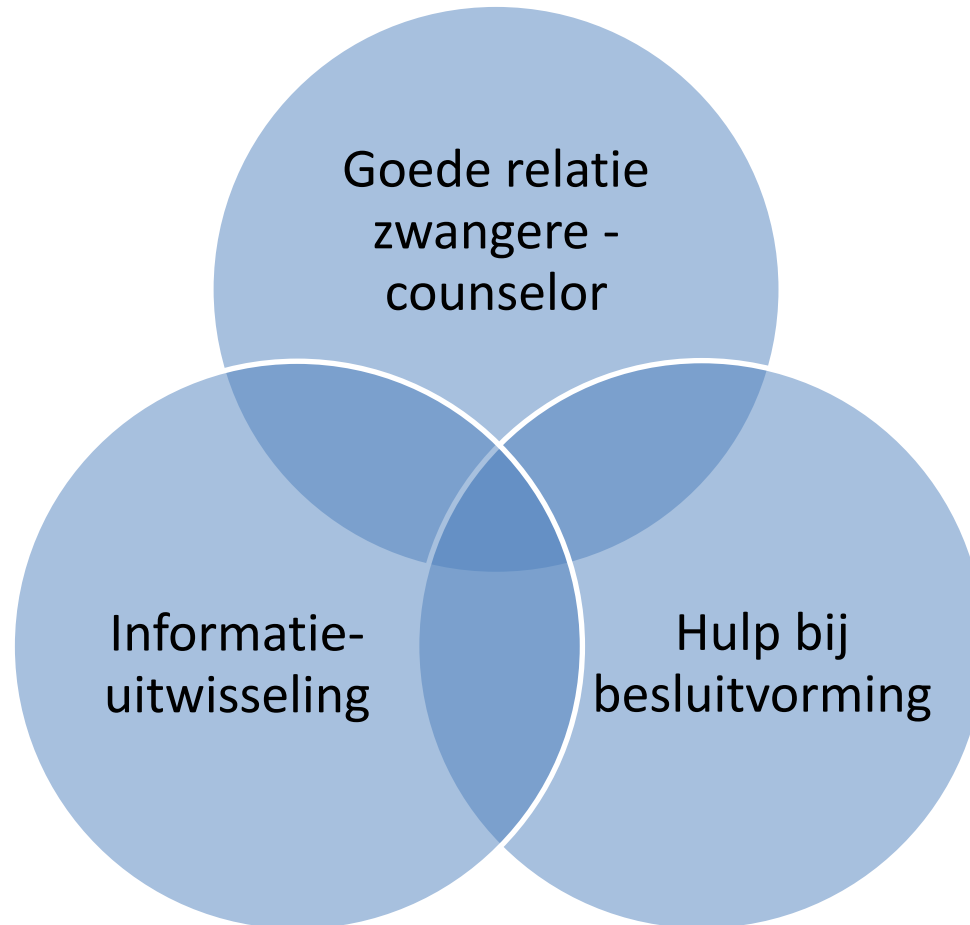 Goede relatie
zwangere -
counselor
Informatie-
uitwisseling
Hulp bij
besluitvorming